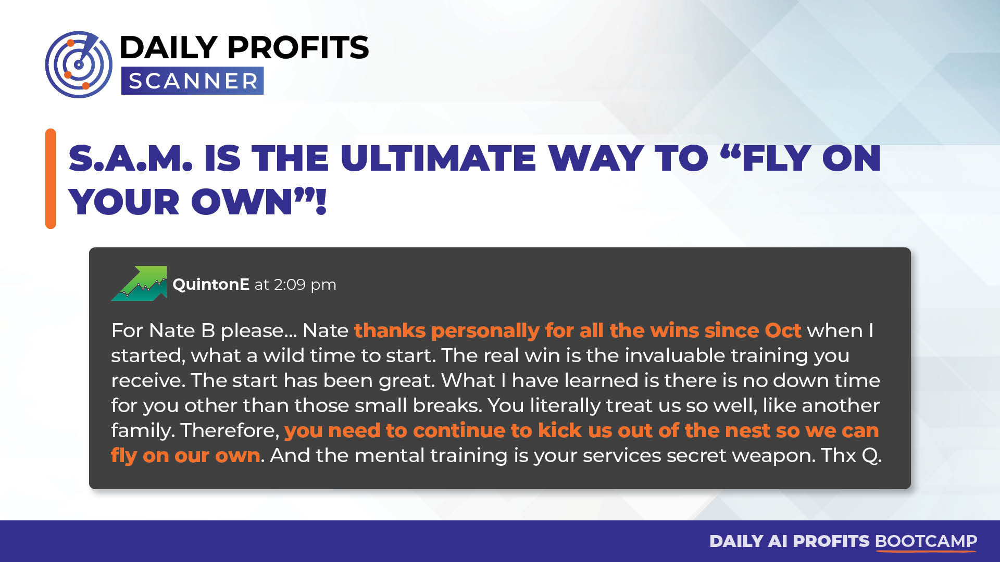 DAILY PROFITS
SCANNER
S.A.M. IS THE ULTIMATE WAY TO “FLY ON
YOUR OWN”!
QuintonE at 2:09 pm
For Nate B please... Nate thanks personally for all the wins since Oct when I
started, what a wild time to start. The real win is the invaluable training you
receive. The start has been great. What I have learned is there is no down time
for you other than those small breaks. You literally treat us so well, like another
family. Therefore, you need to continue to kick us out of the nest so we can
fly on our own. And the mental training is your services secret weapon. Thx Q.
DAILY AI PROFITS BOOTCAMP